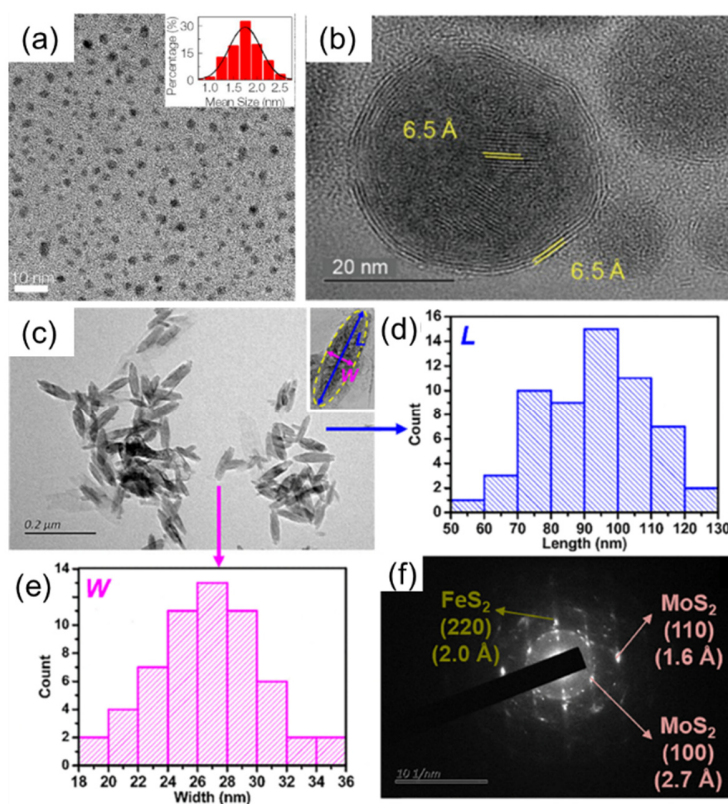 (a)
Percentage (%)
30
15
0
1.0 1.5 2.0 2.5
Mean Size (nm)
10 nm
(b)
6.5 Å
6.5 Å
20 nm
(c)
L
W
0.2 µm
(d)
L
Count
16
14
12
10
8
6
4
2
0
50 60 70 80 90 100 110 120 130
Length (nm)
(e)
W
Count
14
12
10
8
6
4
2
0
18 20 22 24 26 28 30 32 34 36
Width (nm)
(f)
FeS2
(220)
(2.0 Å)
MoS2
(110)
(1.6 Å)
MoS2
(100)
(2.7 Å)
10 1/nm